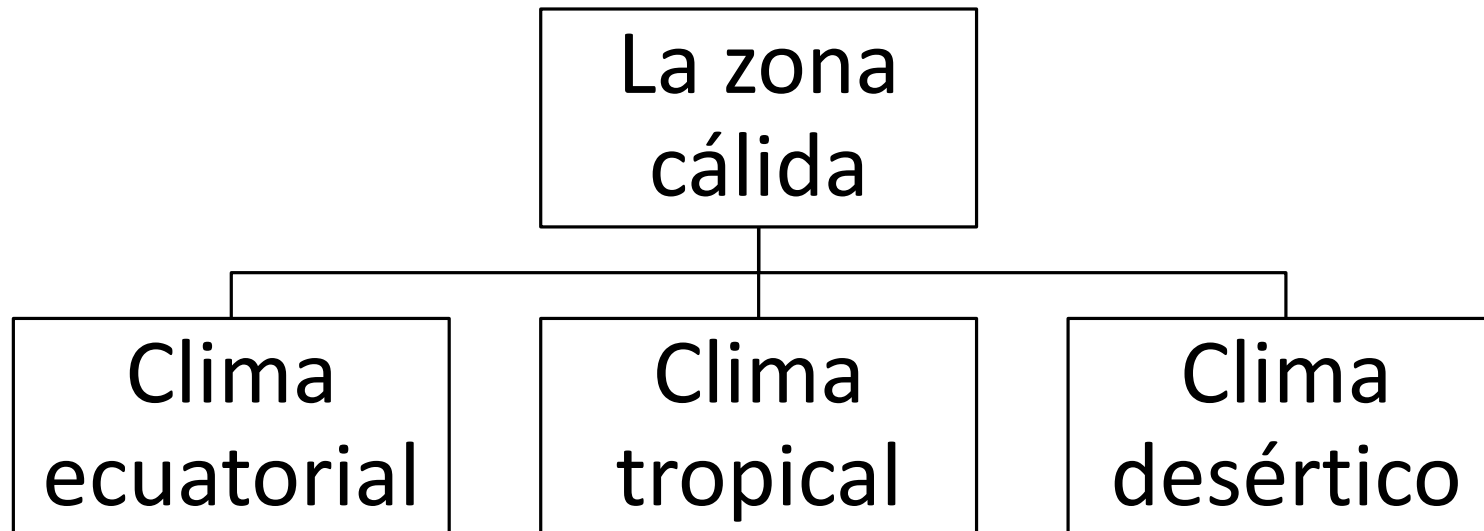 La zona
cálida
Clima
ecuatorial
Clima
tropical
Clima
desértico